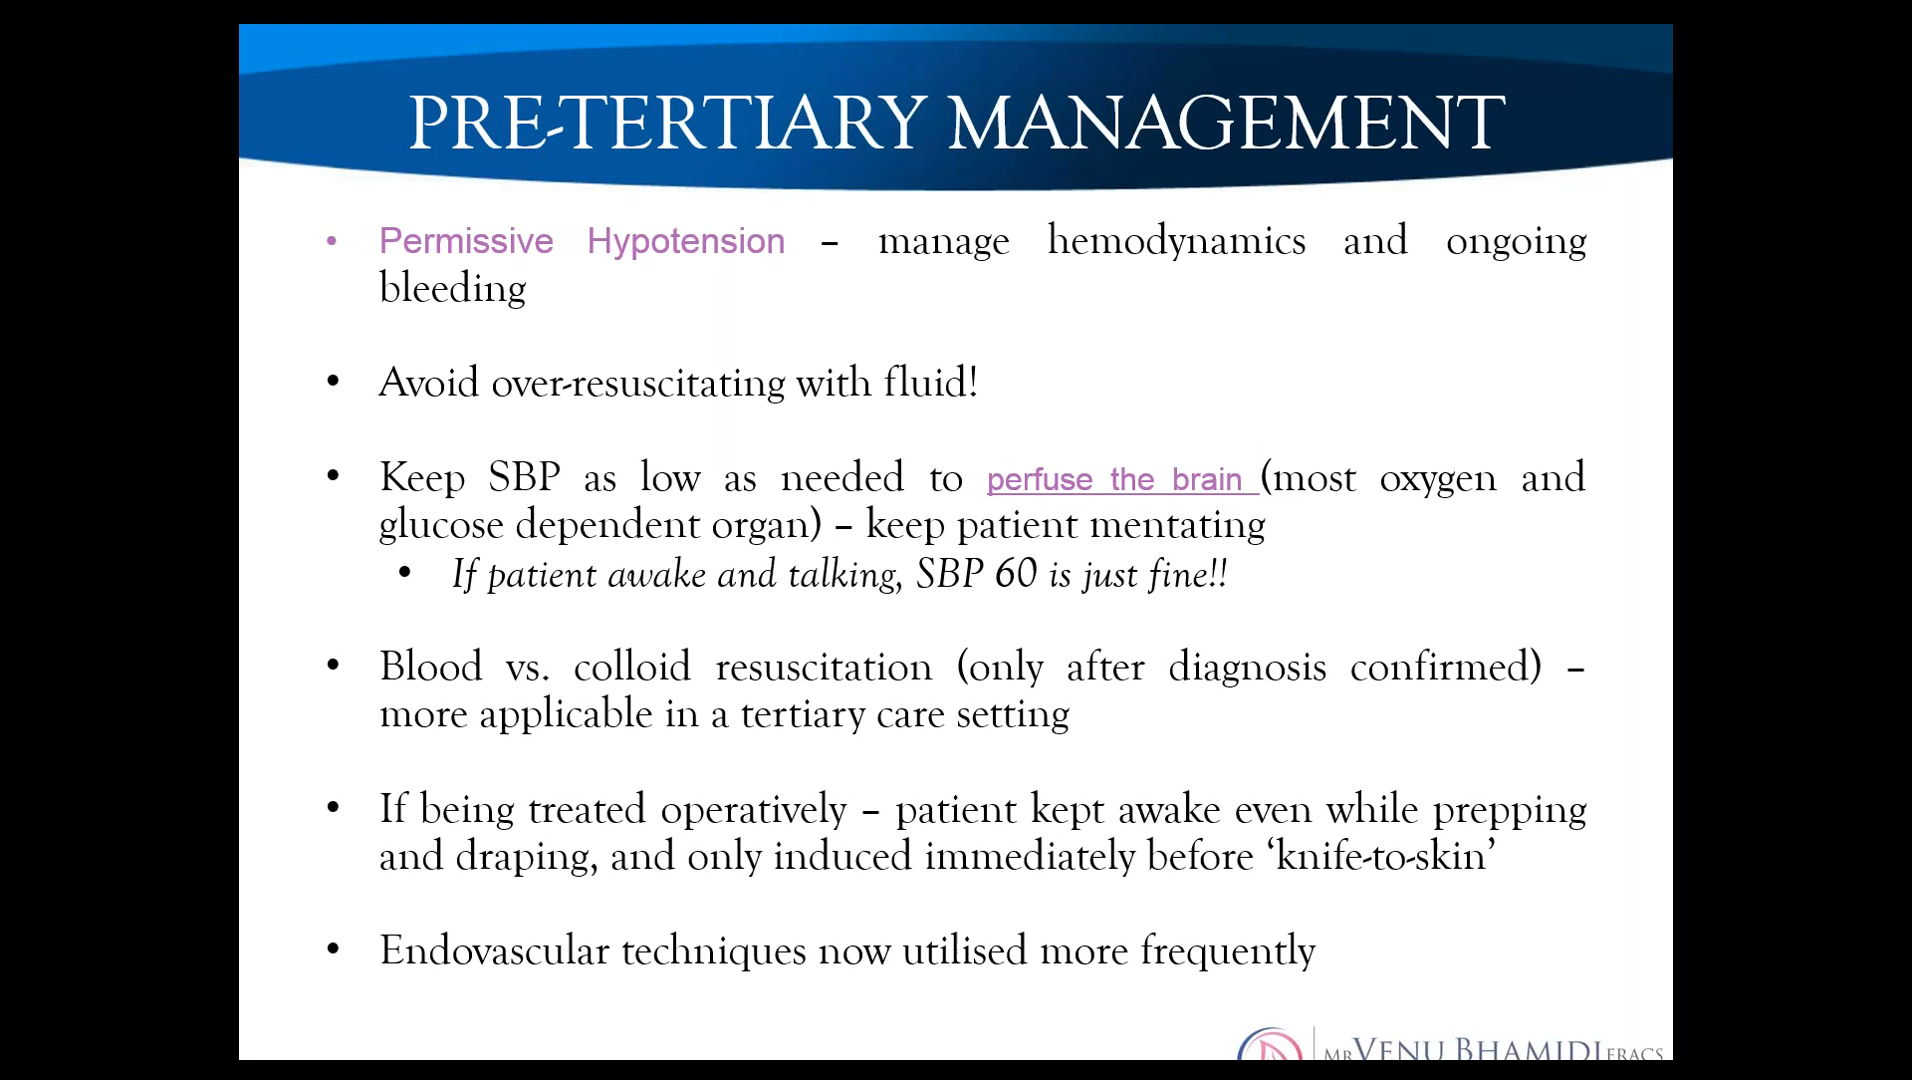 PRE-TERTIARY MANAGEMENT
• Permissive Hypotension – manage hemodynamics and ongoing
bleeding
• Avoid over-resuscitating with fluid!
• Keep SBP as low as needed to perfuse the brain (most oxygen and
glucose dependent organ) – keep patient mentating
• If patient awake and talking, SBP 60 is just fine!!
• Blood vs. colloid resuscitation (only after diagnosis confirmed) –
more applicable in a tertiary care setting
• If being treated operatively – patient kept awake even while prepping
and draping, and only induced immediately before ‘knife-to-skin’
• Endovascular techniques now utilised more frequently
MR VENU BHAMIDI FRACS